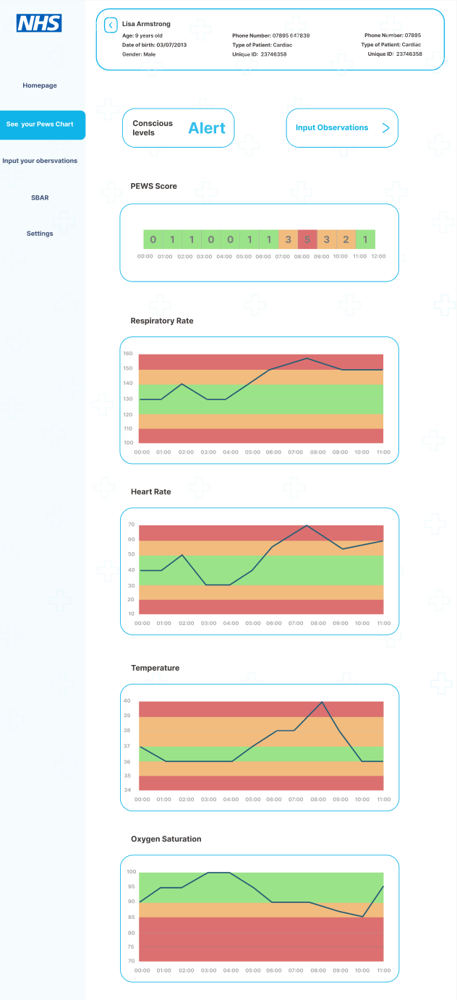 NHS
Homepage
See your Pews Chart
Input your obersvations
SBAR
Settings
Lisa Armstrong
Age: 9 years old
Date of birth: 03/07/2013
Gender: Male
Phone Number: 07895 647839
Type of Patient: Cardiac
Unique ID: 23746358
Phone Number: 07895
Type of Patient: Cardiac
Unique ID: 23746358
Conscious
levels
Alert
Input Observations
PEWS Score
0 1 1 0 0 1 1 3 5 3 2 1
00:00 01:00 02:00 03:00 04:00 05:00 06:00 07:00 08:00 09:00 10:00 11:00 12:00
Respiratory Rate
160
150
140
130
120
110
100
00:00 01:00 02:00 03:00 04:00 05:00 06:00 07:00 08:00 09:00 10:00 11:00
Heart Rate
70
60
50
40
30
20
10
00:00 01:00 02:00 03:00 04:00 05:00 06:00 07:00 08:00 09:00 10:00 11:00
Temperature
40
39
38
37
36
35
34
00:00 01:00 02:00 03:00 04:00 05:00 06:00 07:00 08:00 09:00 10:00 11:00
Oxygen Saturation
100
95
90
85
80
75
70
00:00 01:00 02:00 03:00 04:00 05:00 06:00 07:00 08:00 09:00 10:00 11:00